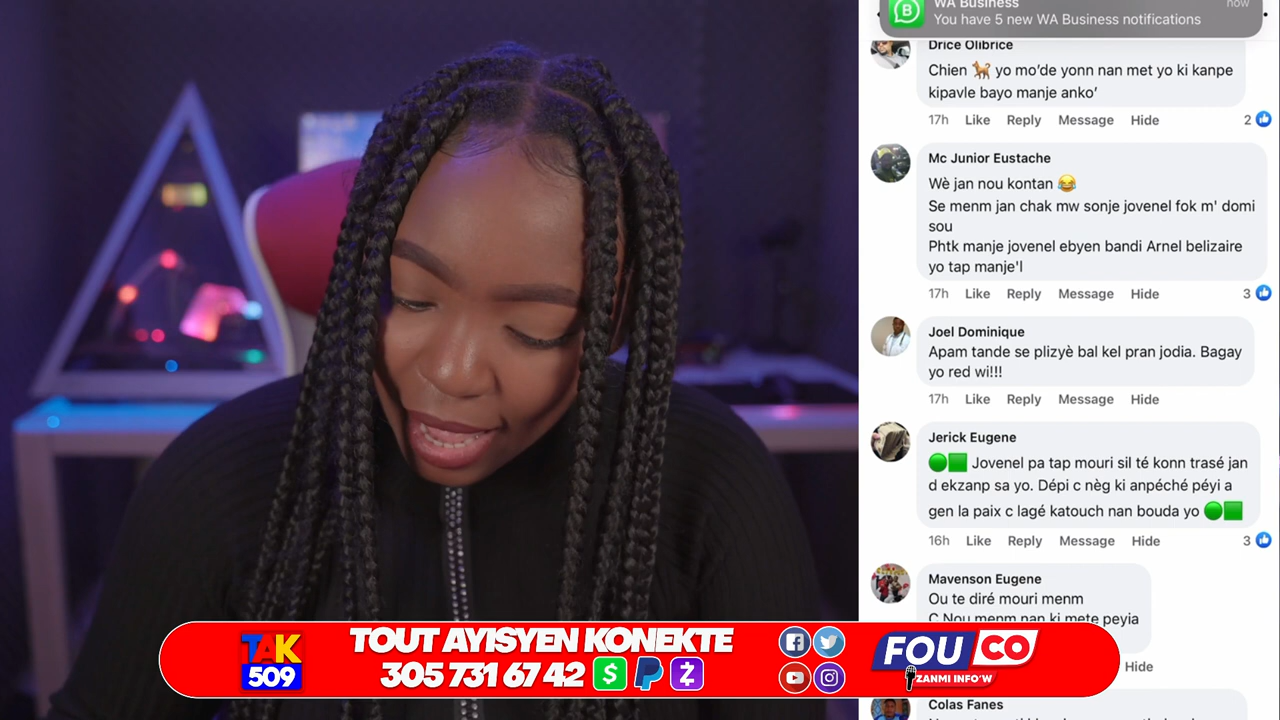 WA Business
now
You have 5 new WA Business notifications
Drice Olibrice
Chien 🐕 yo mo’de yonn nan met yo ki kanpe
kipavle bayo manje anko’
17h Like Reply Message Hide 2
Mc Junior Eustache
Wè jan nou kontan 😂
Se menm jan chak mw sonje jovenel fok m' domi
sou
Phtk manje jovenel ebyen bandi Arnel belizaire
yo tap manje'l
17h Like Reply Message Hide 3
Joel Dominique
Apam tande se plizyè bal kel pran jodia. Bagay
yo red wi!!!
17h Like Reply Message Hide
Jerick Eugene
🟢🟩 Jovenel pa tap mouri sil té konn trasé jan
d ekzanp sa yo. Dépi c nèg ki anpéché péyi a
gen la paix c lagé katouch nan bouda yo 🟢🟩
16h Like Reply Message Hide 3
Mavenson Eugene
Ou te diré mouri menm
C Nou menm nan ki mete peyia
Hide
Colas Fanes
TAK
509
TOUT AYISYEN KONEKTE
305 731 67 42
FOU CO
ZANMI INFO'W